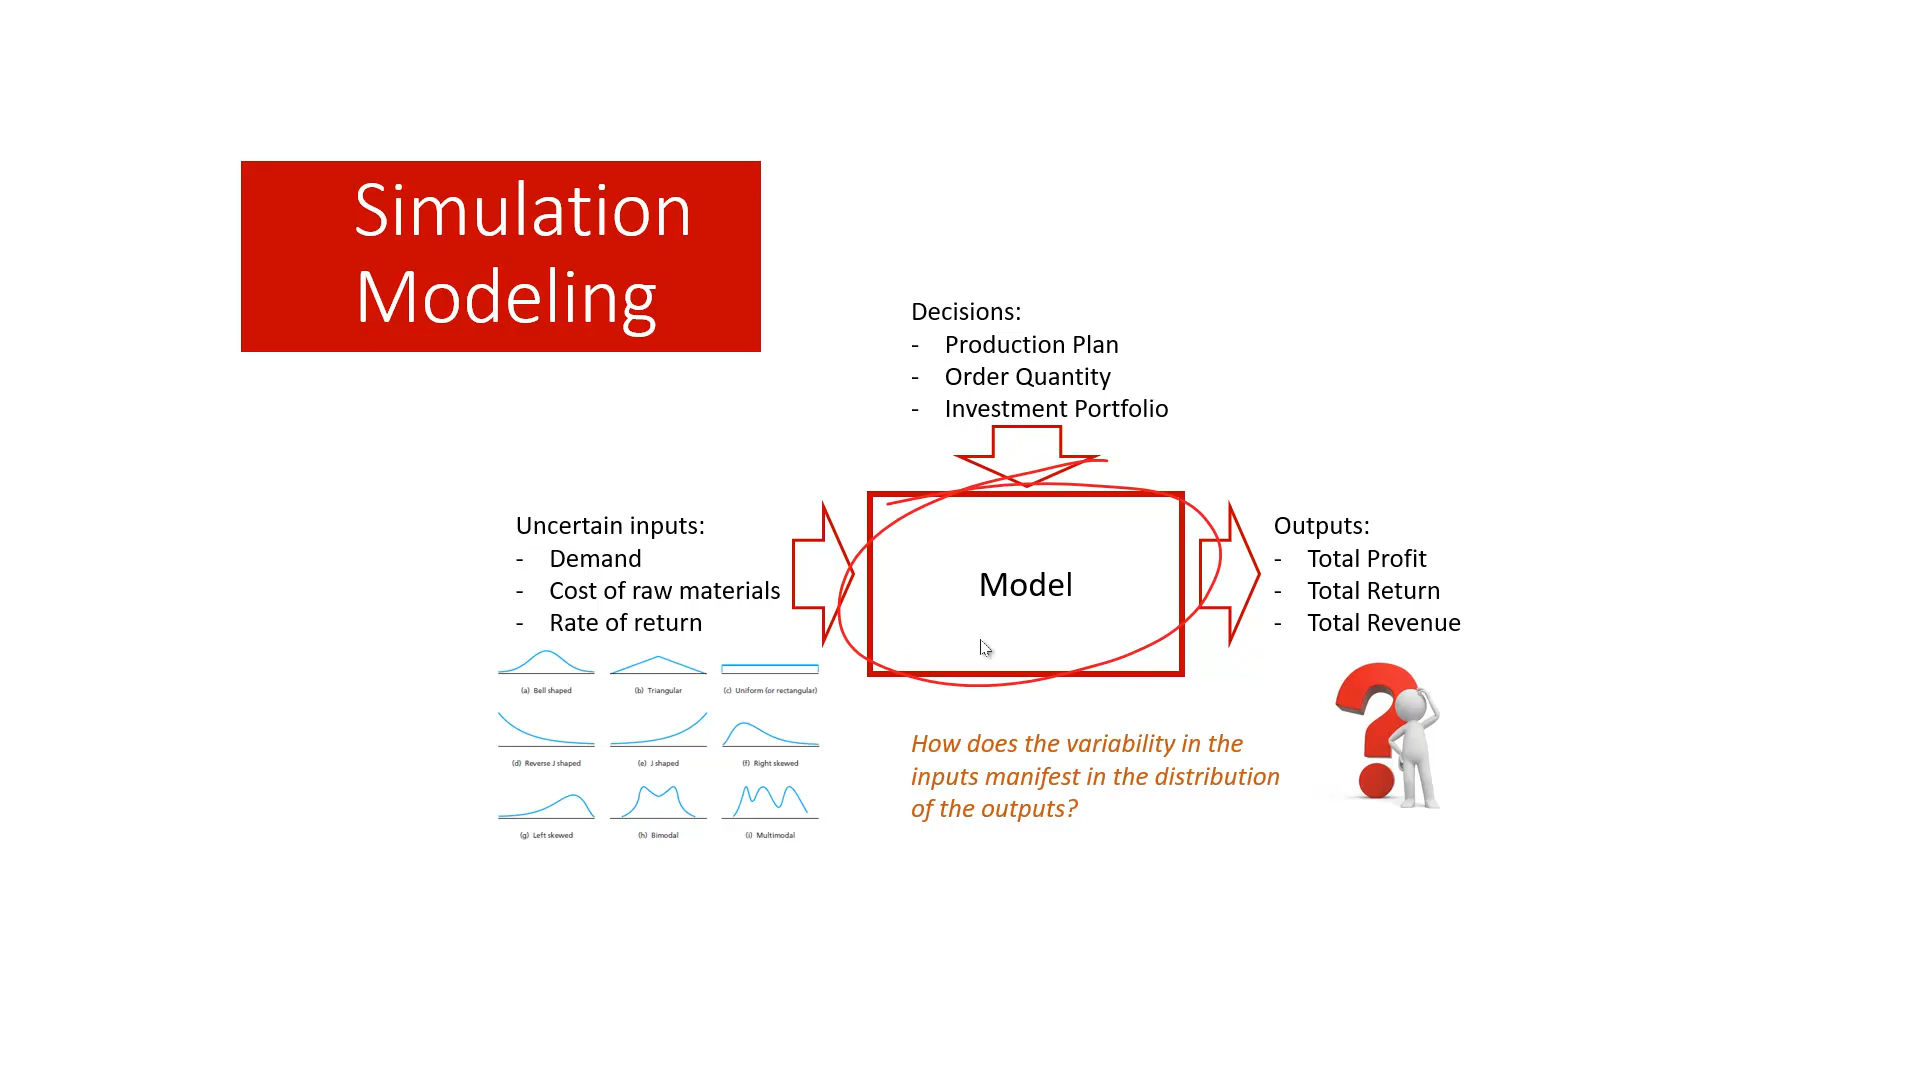 Simulation
Modeling
Decisions:
- Production Plan
- Order Quantity
- Investment Portfolio
Uncertain inputs:
- Demand
- Cost of raw materials
- Rate of return
Model
Outputs:
- Total Profit
- Total Return
- Total Revenue
(a) Bell shaped
(b) Triangular
(c) Uniform (or rectangular)
(d) Reverse J shaped
(e) J shaped
(f) Right skewed
(g) Left skewed
(h) Bimodal
(i) Multimodal
How does the variability in the
inputs manifest in the distribution
of the outputs?